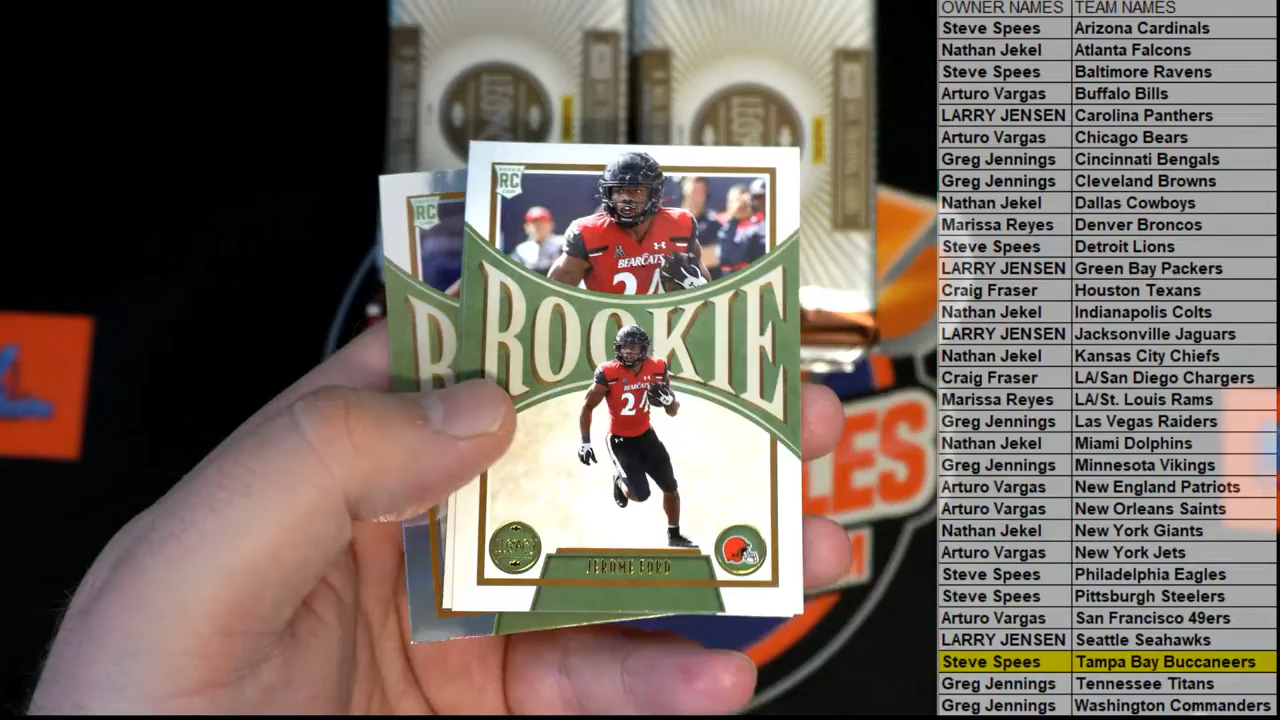 OWNER NAMES TEAM NAMES
Steve Spees Arizona Cardinals
Nathan Jekel Atlanta Falcons
Steve Spees Baltimore Ravens
Arturo Vargas Buffalo Bills
LARRY JENSEN Carolina Panthers
Arturo Vargas Chicago Bears
Greg Jennings Cincinnati Bengals
Greg Jennings Cleveland Browns
Nathan Jekel Dallas Cowboys
Marissa Reyes Denver Broncos
Steve Spees Detroit Lions
LARRY JENSEN Green Bay Packers
Craig Fraser Houston Texans
Nathan Jekel Indianapolis Colts
LARRY JENSEN Jacksonville Jaguars
Nathan Jekel Kansas City Chiefs
Craig Fraser LA/San Diego Chargers
Marissa Reyes LA/St. Louis Rams
Greg Jennings Las Vegas Raiders
Nathan Jekel Miami Dolphins
Greg Jennings Minnesota Vikings
Arturo Vargas New England Patriots
Arturo Vargas New Orleans Saints
Nathan Jekel New York Giants
Arturo Vargas New York Jets
Steve Spees Philadelphia Eagles
Steve Spees Pittsburgh Steelers
Arturo Vargas San Francisco 49ers
LARRY JENSEN Seattle Seahawks
Steve Spees Tampa Bay Buccaneers
Greg Jennings Tennessee Titans
Greg Jennings Washington Commanders
RC
RC
BEARCATS
24
R
ROOKIE
BEARCATS
24
LEGACY
JEROME FORD
LES